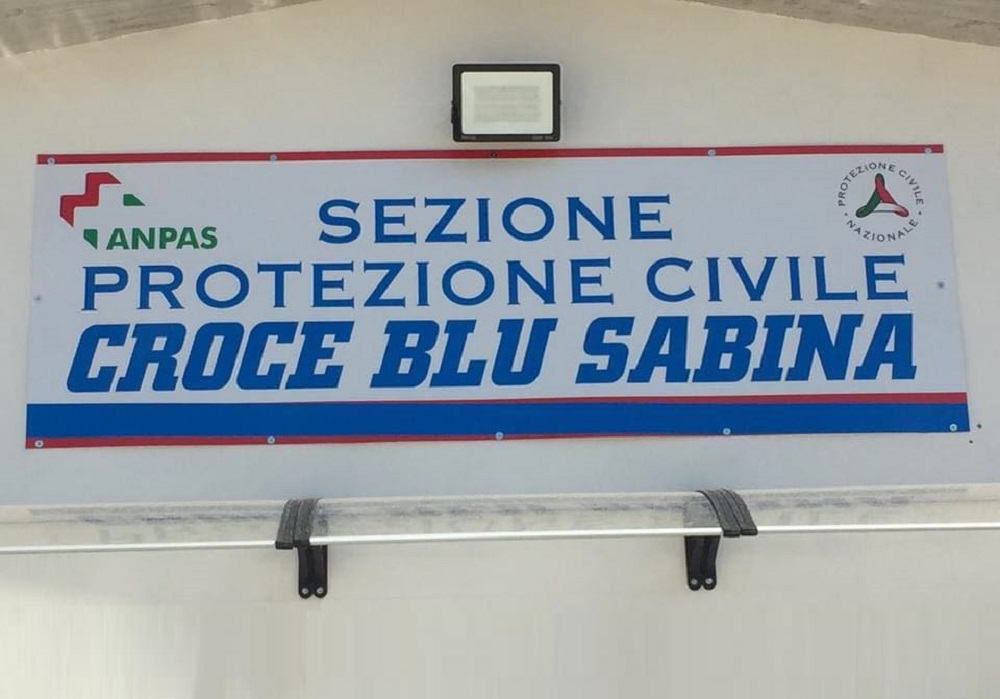 ANPAS
SEZIONE
PROTEZIONE CIVILE
CROCE BLU SABINA
PROTEZIONE CIVILE
NAZIONALE